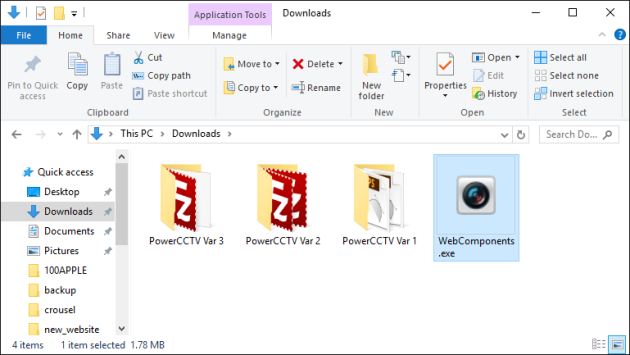 Application Tools
Downloads
File
Home
Share
View
Manage
Pin to Quick access
Copy
Paste
Cut
Copy path
Paste shortcut
Clipboard
Move to
Copy to
Delete
Rename
Organize
New folder
New
Properties
Open
Edit
History
Open
Select all
Select none
Invert selection
Select
This PC
Downloads
Search Do...
Quick access
Desktop
Downloads
Documents
Pictures
100APPLE
backup
crousel
new_website
PowerCCTV Var 3
PowerCCTV Var 2
PowerCCTV Var 1
WebComponents
.exe
4 items
1 item selected 1.78 MB